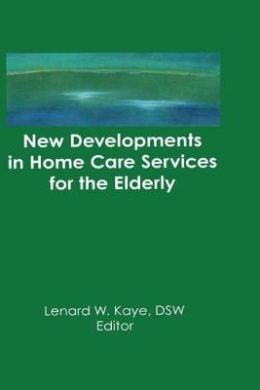 New Developments
in Home Care Services
for the Elderly
Lenard W. Kaye, DSW
Editor